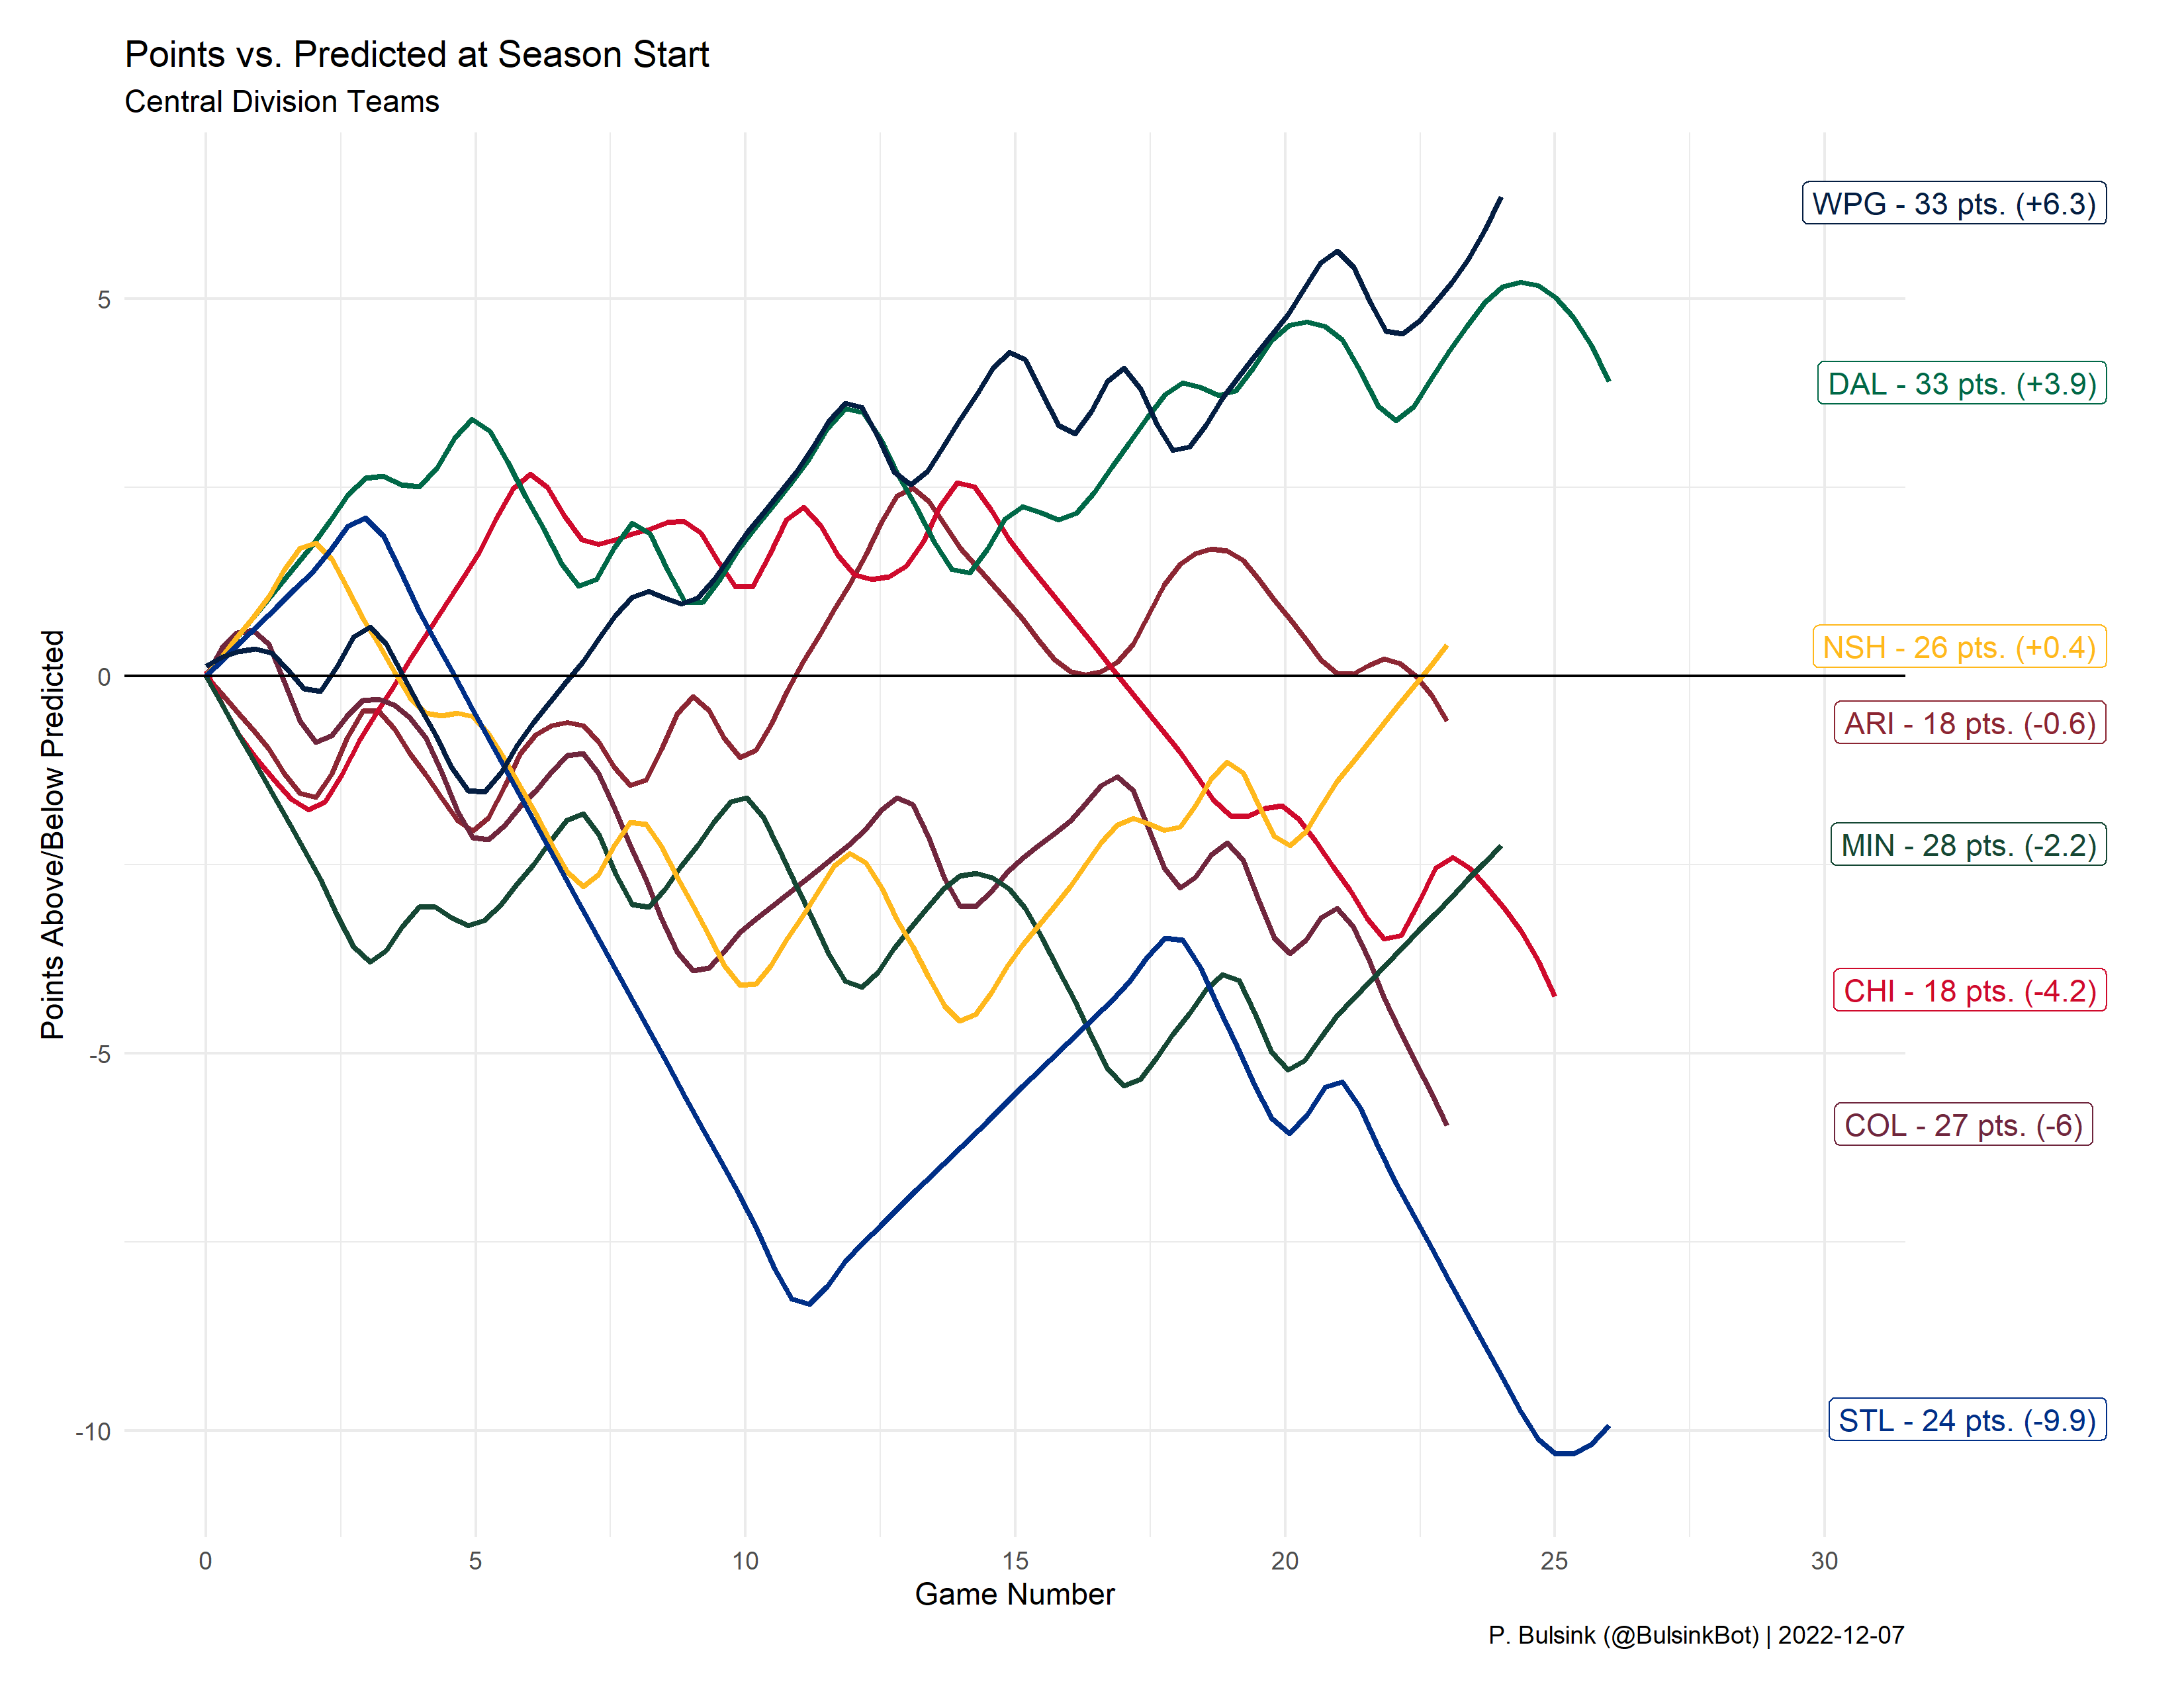 Points vs. Predicted at Season Start
Central Division Teams
Points Above/Below Predicted
5
0
-5
-10
WPG - 33 pts. (+6.3)
DAL - 33 pts. (+3.9)
NSH - 26 pts. (+0.4)
ARI - 18 pts. (-0.6)
MIN - 28 pts. (-2.2)
CHI - 18 pts. (-4.2)
COL - 27 pts. (-6)
STL - 24 pts. (-9.9)
0 5 10 15 20 25 30
Game Number
P. Bulsink (@BulsinkBot) | 2022-12-07